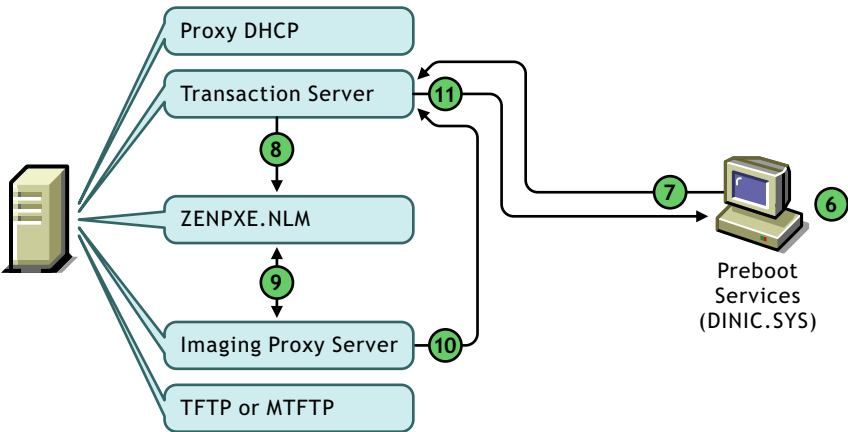 Proxy DHCP
Transaction Server
11
8
7
6
ZENPXE.NLM
9
Preboot
Services
(DINIC.SYS)
Imaging Proxy Server
10
TFTP or MTFTP